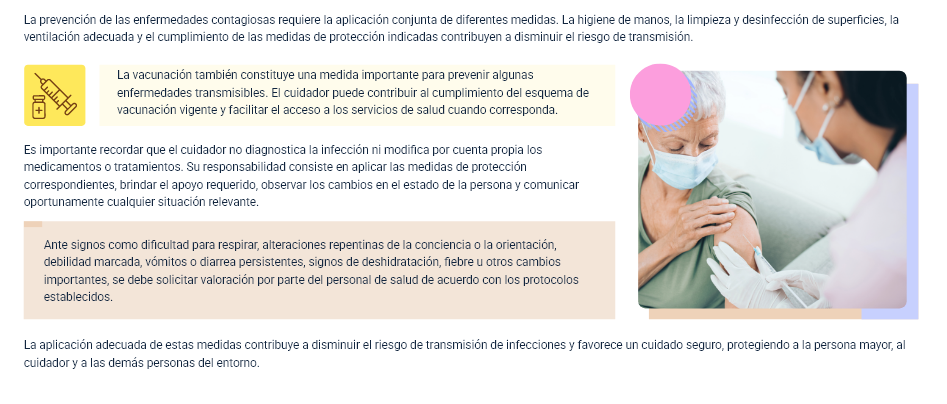 La prevención de las enfermedades contagiosas requiere la aplicación conjunta de diferentes medidas. La higiene de manos, la limpieza y desinfección de superficies, la
ventilación adecuada y el cumplimiento de las medidas de protección indicadas contribuyen a disminuir el riesgo de transmisión.
La vacunación también constituye una medida importante para prevenir algunas
enfermedades transmisibles. El cuidador puede contribuir al cumplimiento del esquema de
vacunación vigente y facilitar el acceso a los servicios de salud cuando corresponda.
Es importante recordar que el cuidador no diagnostica la infección ni modifica por cuenta propia los
medicamentos o tratamientos. Su responsabilidad consiste en aplicar las medidas de protección
correspondientes, brindar el apoyo requerido, observar los cambios en el estado de la persona y comunicar
oportunamente cualquier situación relevante.
Ante signos como dificultad para respirar, alteraciones repentinas de la conciencia o la orientación,
debilidad marcada, vómitos o diarrea persistentes, signos de deshidratación, fiebre u otros cambios
importantes, se debe solicitar valoración por parte del personal de salud de acuerdo con los protocolos
establecidos.
La aplicación adecuada de estas medidas contribuye a disminuir el riesgo de transmisión de infecciones y favorece un cuidado seguro, protegiendo a la persona mayor, al
cuidador y a las demás personas del entorno.